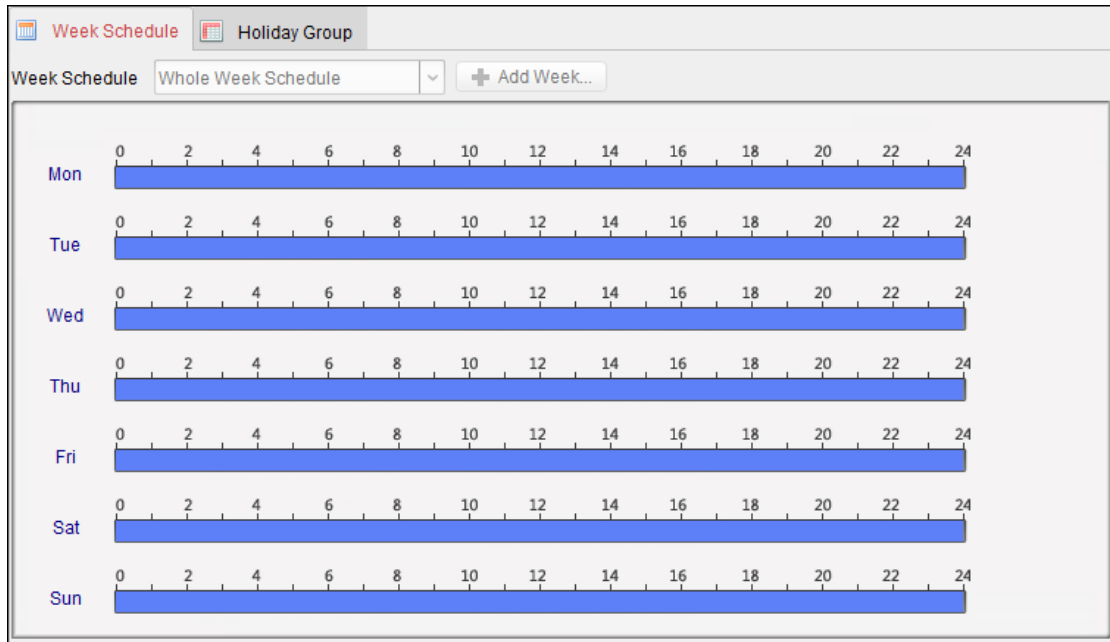 Week Schedule Holiday Group
Week Schedule Whole Week Schedule Add Week...
0 2 4 6 8 10 12 14 16 18 20 22 24
Mon
0 2 4 6 8 10 12 14 16 18 20 22 24
Tue
0 2 4 6 8 10 12 14 16 18 20 22 24
Wed
0 2 4 6 8 10 12 14 16 18 20 22 24
Thu
0 2 4 6 8 10 12 14 16 18 20 22 24
Fri
0 2 4 6 8 10 12 14 16 18 20 22 24
Sat
0 2 4 6 8 10 12 14 16 18 20 22 24
Sun